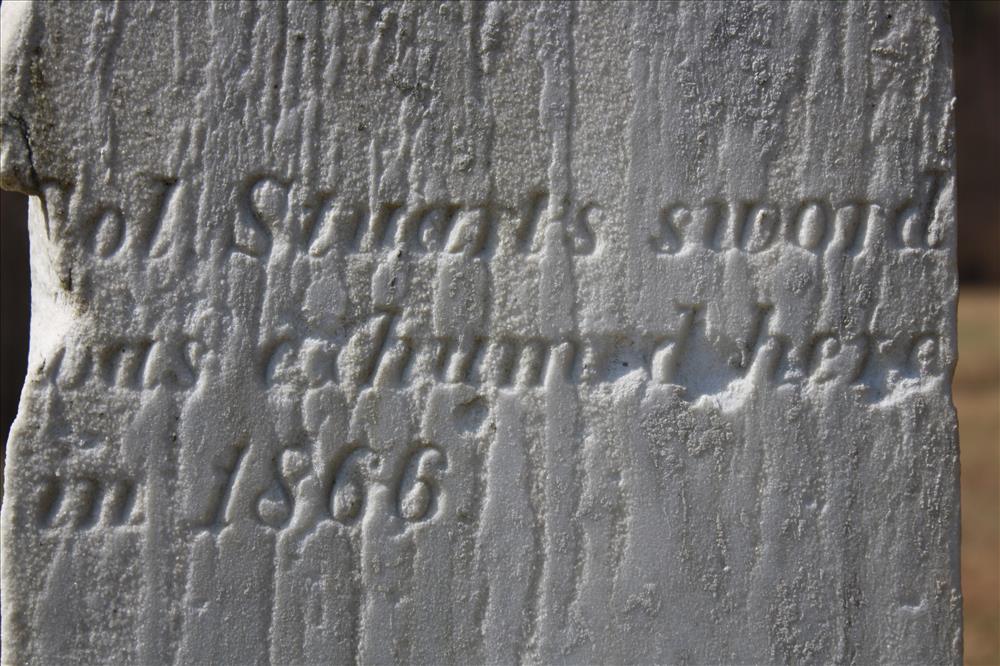 Col Stuart's sword
was exhumed here
in 1866